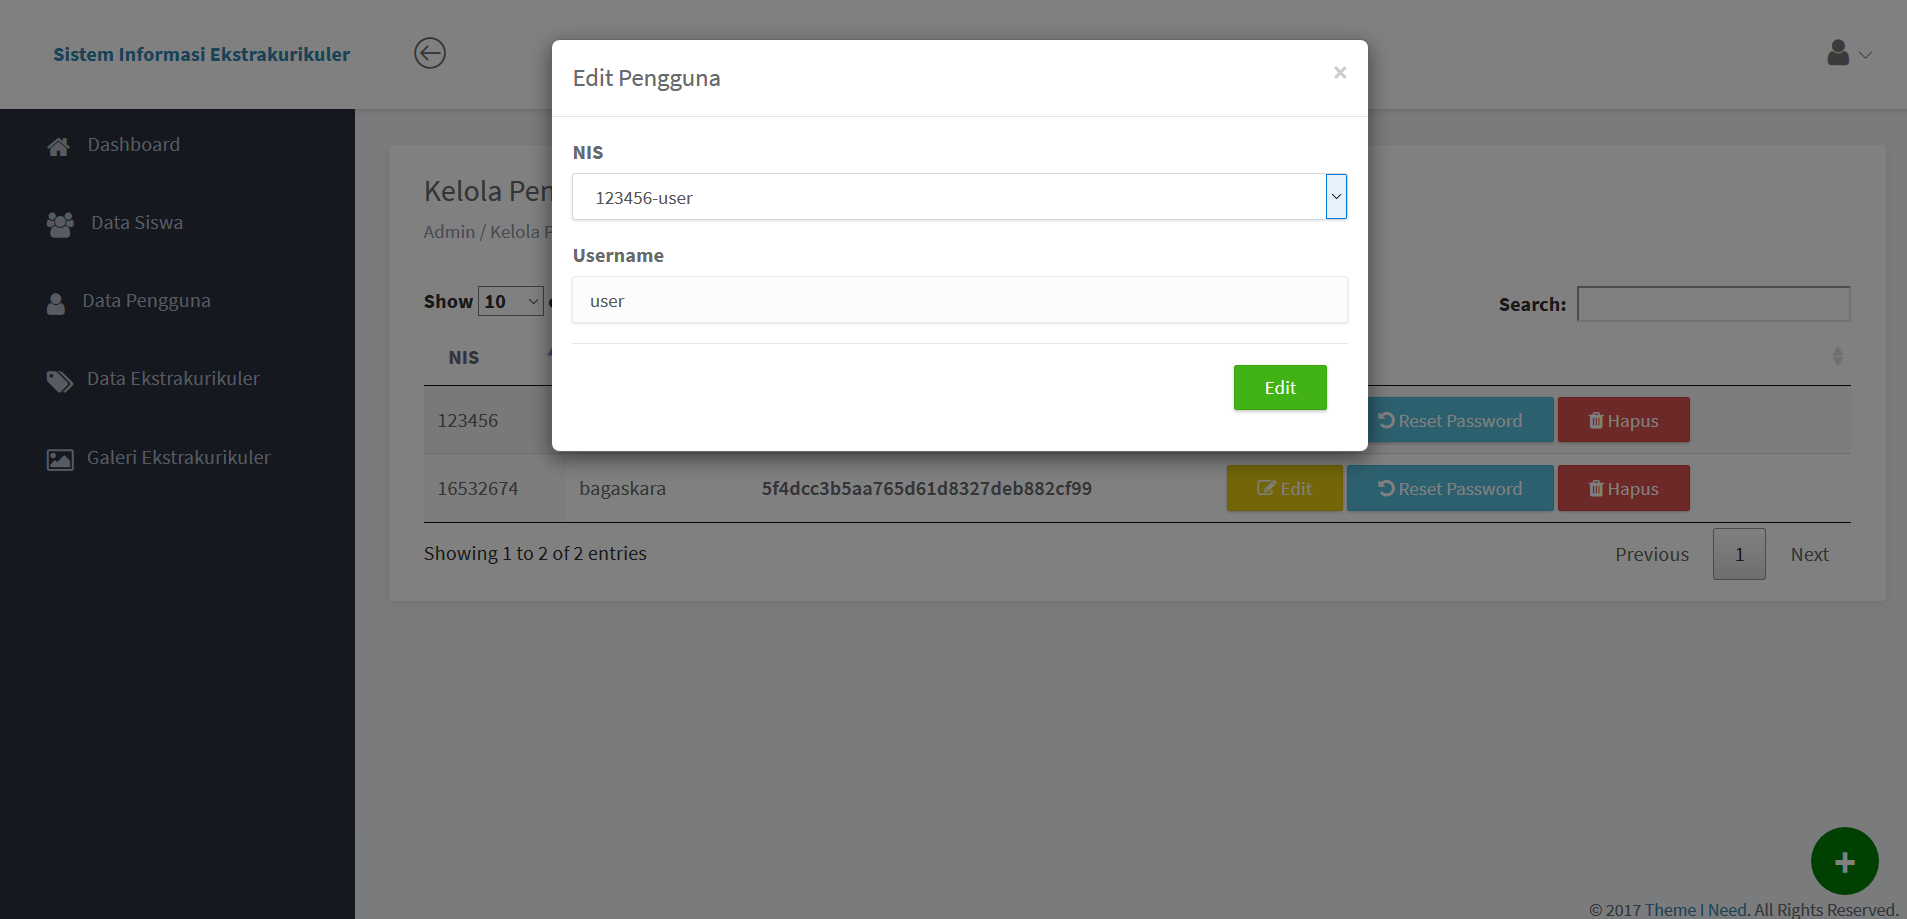 Sistem Informasi Ekstrakurikuler
Edit Pengguna
×
NIS
123456-user
Username
user
Edit
Dashboard
Data Siswa
Data Pengguna
Data Ekstrakurikuler
Galeri Ekstrakurikuler
Kelola Pen
Admin / Kelola P
Show 10
Search:
NIS
123456 Reset Password Hapus
16532674 bagaskara 5f4dcc3b5aa765d61d8327deb882cf99 Edit Reset Password Hapus
Showing 1 to 2 of 2 entries
Previous 1 Next
+
© 2017 Theme I Need. All Rights Reserved.